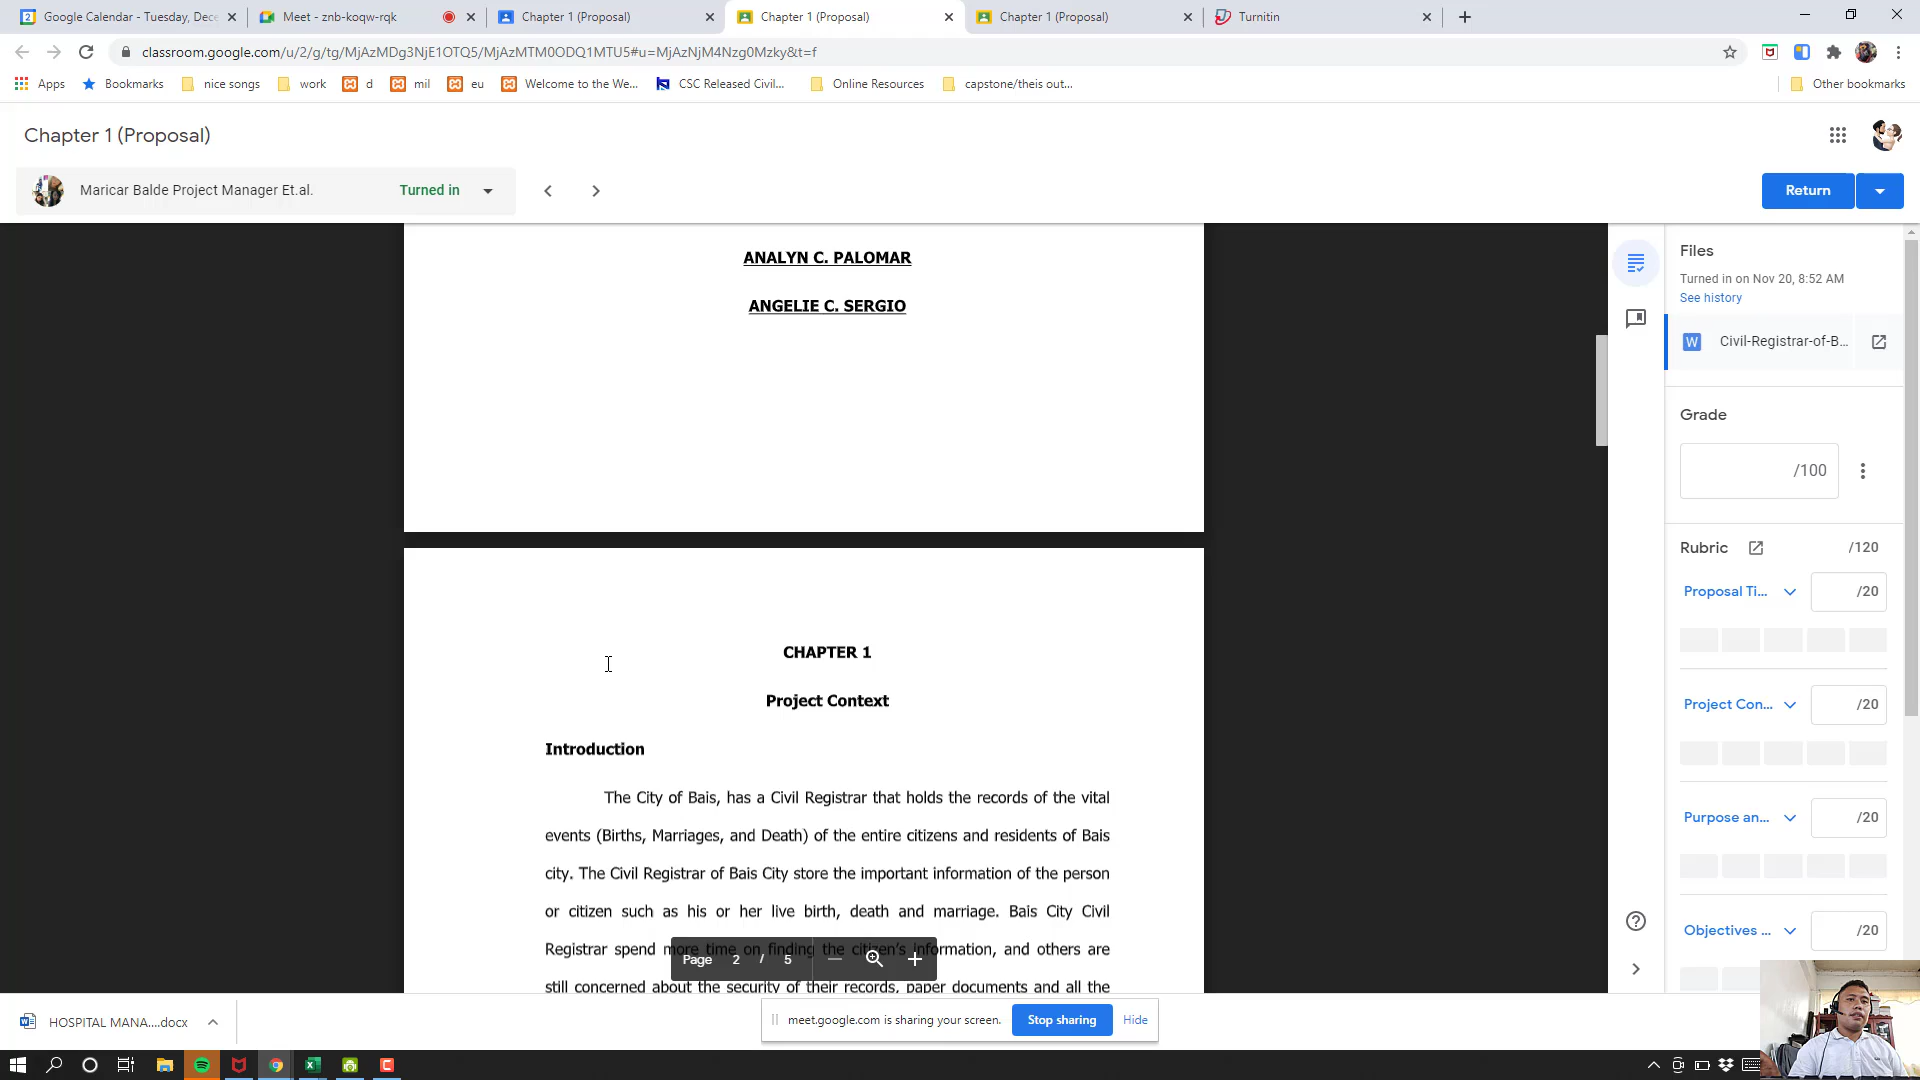 Google Calendar - Tuesday, Dec
Meet - znb-koqw-rqk
Chapter 1 (Proposal)
Chapter 1 (Proposal)
Chapter 1 (Proposal)
Turnitin
classroom.google.com/u/2/g/tg/MjAzMDg3NjE1OTQ5/MjAzMTM0ODQ1MTU5#u=MjAzNjM4Nzg0Mzky&t=f
Apps
Bookmarks
nice songs
work
d
mil
eu
Welcome to the We...
CSC Released Civil...
Online Resources
capstone/theis out...
Other bookmarks
Chapter 1 (Proposal)
Maricar Balde Project Manager Et.al.
Turned in
Return
ANALYN C. PALOMAR
ANGELIE C. SERGIO
CHAPTER 1
Project Context
Introduction
The City of Bais, has a Civil Registrar that holds the records of the vital
events (Births, Marriages, and Death) of the entire citizens and residents of Bais
city. The Civil Registrar of Bais City store the important information of the person
or citizen such as his or her live birth, death and marriage. Bais City Civil
Registrar spend more time on finding the citizen's information, and others are
still concerned about the security of their records, paper documents and all the
Page 2 / 5
Files
Turned in on Nov 20, 8:52 AM
See history
W
Civil-Registrar-of-B...
Grade
/100
Rubric
/120
Proposal Ti...
/20
Project Con...
/20
Purpose an...
/20
Objectives ...
/20
HOSPITAL MANA....docx
meet.google.com is sharing your screen.
Stop sharing
Hide